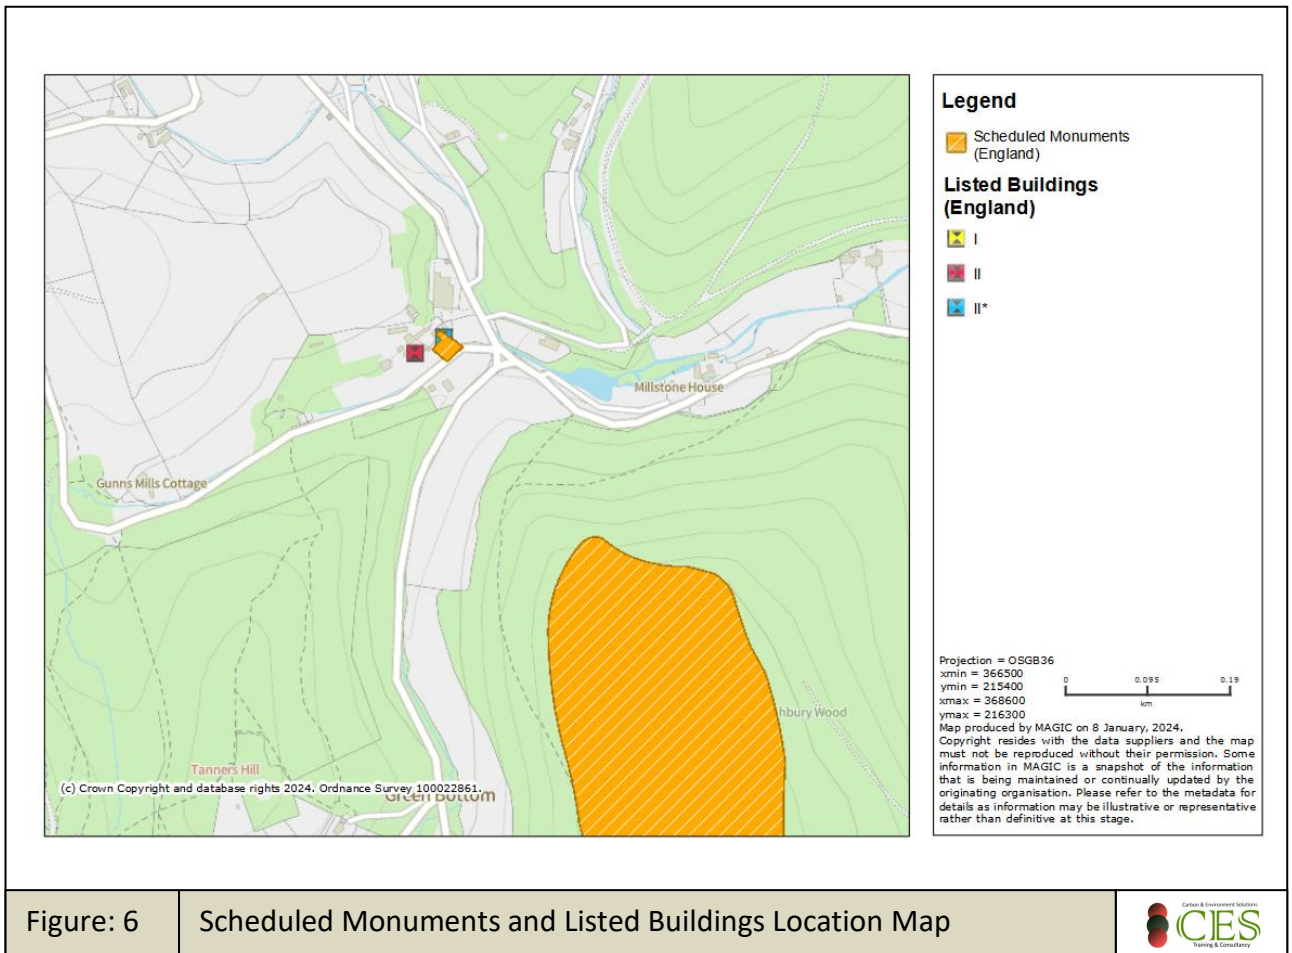 Legend
Scheduled Monuments
(England)
Listed Buildings
(England)
I
II
II*
Millstone House
Gunns Mills Cottage
hbury Wood
Tanners Hill
(c) Crown Copyright and database rights 2024. Ordnance Survey 100022861.
Green Bottom
Projection = OSGB36
xmin = 366500
ymin = 215400
xmax = 368600
ymax = 216300
0 0.095 0.19
km
Map produced by MAGIC on 8 January, 2024.
Copyright resides with the data suppliers and the map
must not be reproduced without their permission. Some
information in MAGIC is a snapshot of the information
that is being maintained or continually updated by the
originating organisation. Please refer to the metadata for
details as information may be illustrative or representative
rather than definitive at this stage.
Figure: 6
Scheduled Monuments and Listed Buildings Location Map
Carbon & Environment Solutions
CES
Training & Consultancy